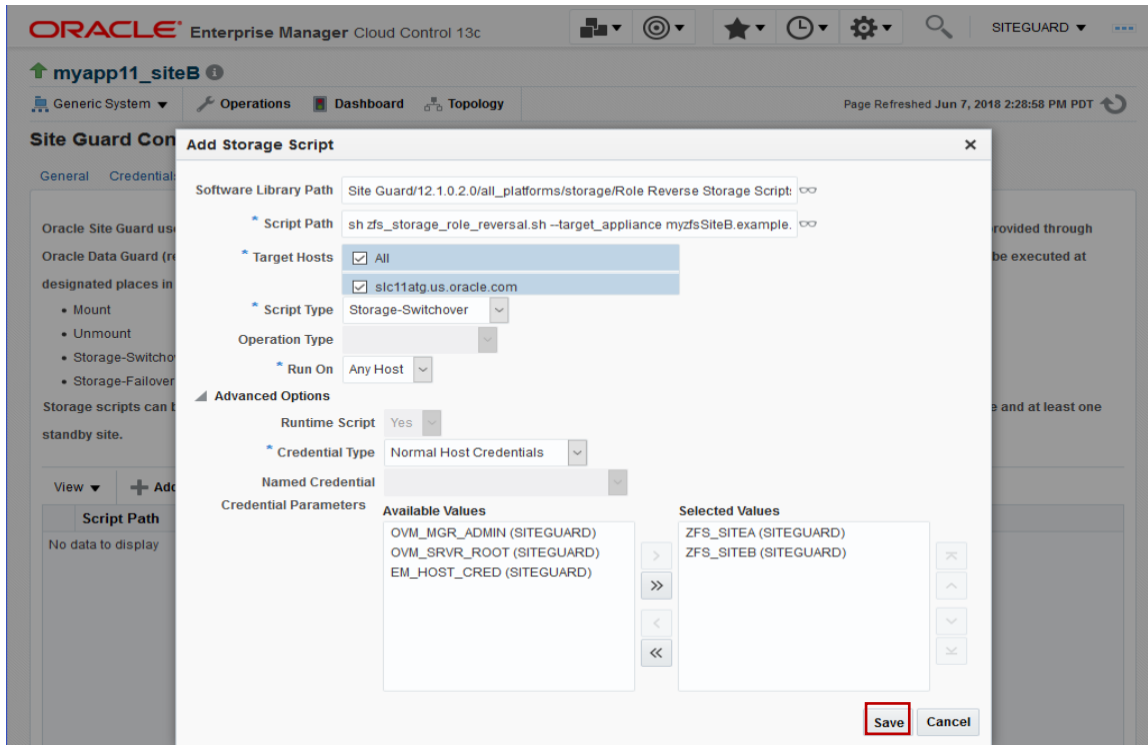 ORACLE Enterprise Manager Cloud Control 13c SITEGUARD
myapp11_siteB
Generic System Operations Dashboard Topology Page Refreshed Jun 7, 2018 2:28:58 PM PDT
Site Guard Con
General Credential
Add Storage Script
Software Library Path Site Guard/12.1.0.2.0/all_platforms/storage/Role Reverse Storage Script
* Script Path sh zfs_storage_role_reversal.sh --target_appliance myzfsSiteB.example.
Oracle Site Guard use
rovided through
* Target Hosts All
Oracle Data Guard (re
be executed at
slc11atg.us.oracle.com
designated places in
* Script Type Storage-Switchover
• Mount
• Unmount
Operation Type
• Storage-Switcho
* Run On Any Host
• Storage-Failover
Advanced Options
Storage scripts can b
e and at least one
standby site.
Runtime Script Yes
* Credential Type Normal Host Credentials
Named Credential
View Add
Credential Parameters Available Values Selected Values
Script Path
No data to display
OVM_MGR_ADMIN (SITEGUARD) ZFS_SITEA (SITEGUARD)
OVM_SRVR_ROOT (SITEGUARD) ZFS_SITEB (SITEGUARD)
EM_HOST_CRED (SITEGUARD)
Save Cancel